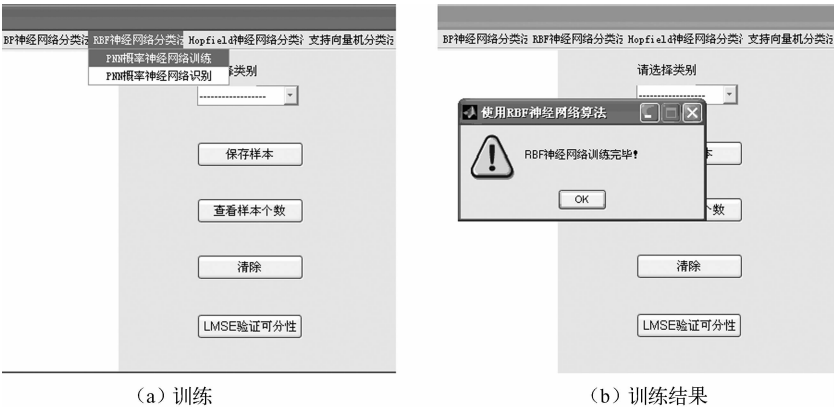 BP神经网络分类法 RBF神经网络分类法 Hopfield神经网络分类法 支持向量机分类法
PNN概率神经网络训练
PNN概率神经网络识别
择类别
-----------------
保存样本
查看样本个数
清除
LMSE验证可分性
(a)训练
BP神经网络分类法 RBF神经网络分类法 Hopfield神经网络分类法 支持向量机分类法
请选择类别
-----------------
使用RBF神经网络算法
RBF神经网络训练完毕!
OK
本
个数
清除
LMSE验证可分性
(b)训练结果